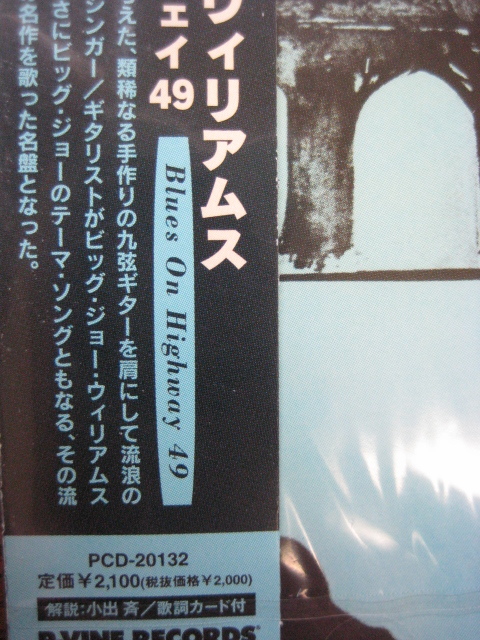 ウィリアムス
ェイ49
Blues On Highway 49
えた、類稀なる手作りの九弦ギターを肩にして流浪の
シンガー／ギタリストがビッグ・ジョー・ウィリアムス
さにビッグ・ジョーのテーマ・ソングともなる、その流
名作を歌った名盤となった。
PCD-20132
定価￥2,100(税抜価格￥2,000)
解説：小出 斉／歌詞カード付
P-VINE RECORDS